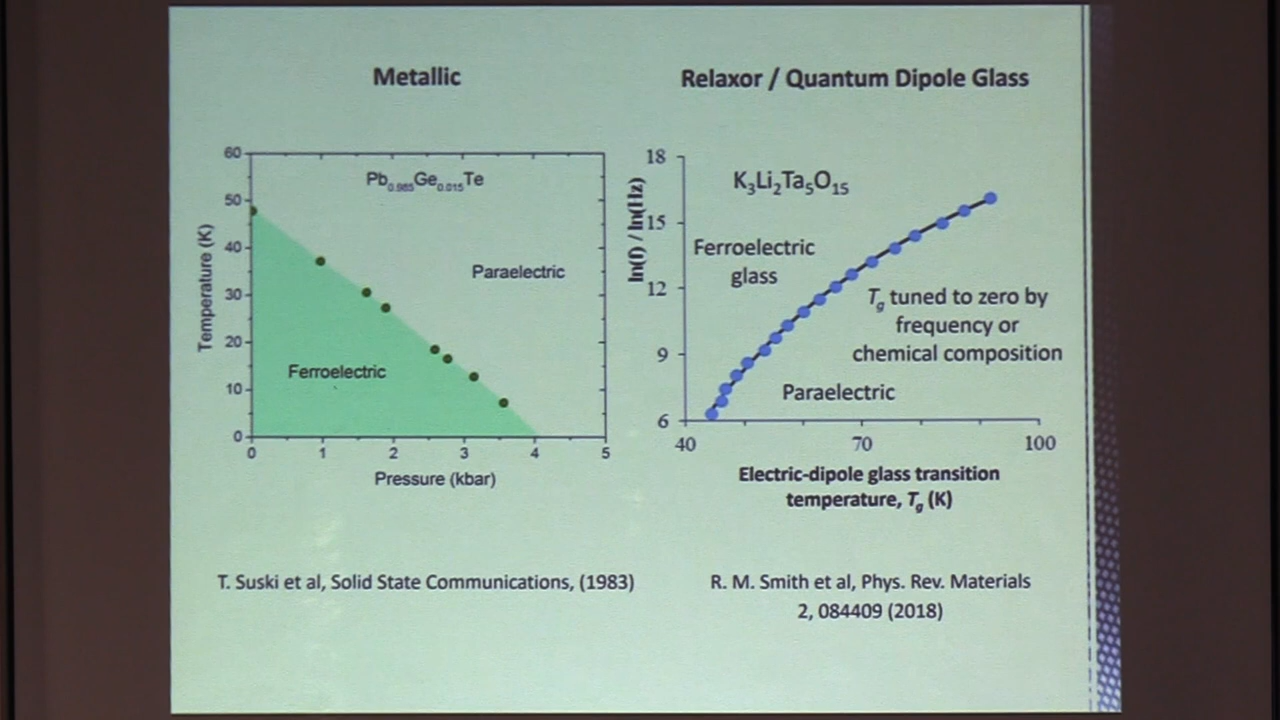 Metallic
60
50
40
30
20
10
0
Temperature (K)
Pb0.985Ge0.015Te
Paraelectric
Ferroelectric
0 1 2 3 4 5
Pressure (kbar)
T. Suski et al, Solid State Communications, (1983)
Relaxor / Quantum Dipole Glass
18
15
12
9
6
ln(f) / ln(Hz)
K3Li2Ta5O15
Ferroelectric
glass
Tg tuned to zero by
frequency or
chemical composition
Paraelectric
40 70 100
Electric-dipole glass transition
temperature, Tg (K)
R. M. Smith et al, Phys. Rev. Materials
2, 084409 (2018)